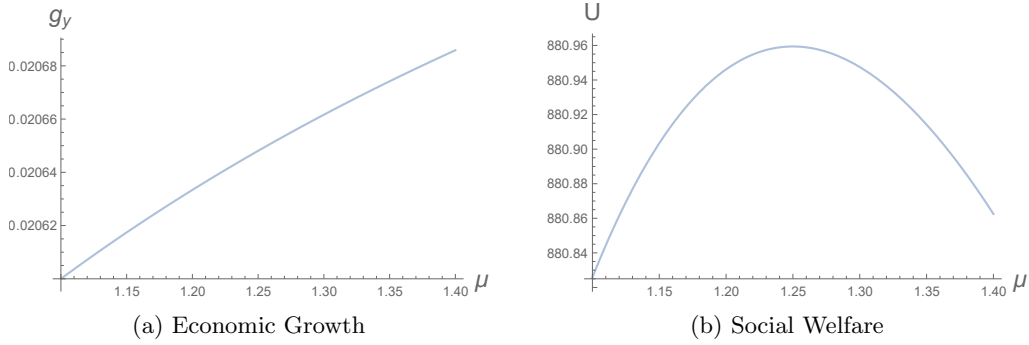 g_y
0.02068
0.02066
0.02064
0.02062
1.15 1.20 1.25 1.30 1.35 1.40 μ
(a) Economic Growth
U
880.96
880.94
880.92
880.90
880.88
880.86
880.84
1.15 1.20 1.25 1.30 1.35 1.40 μ
(b) Social Welfare